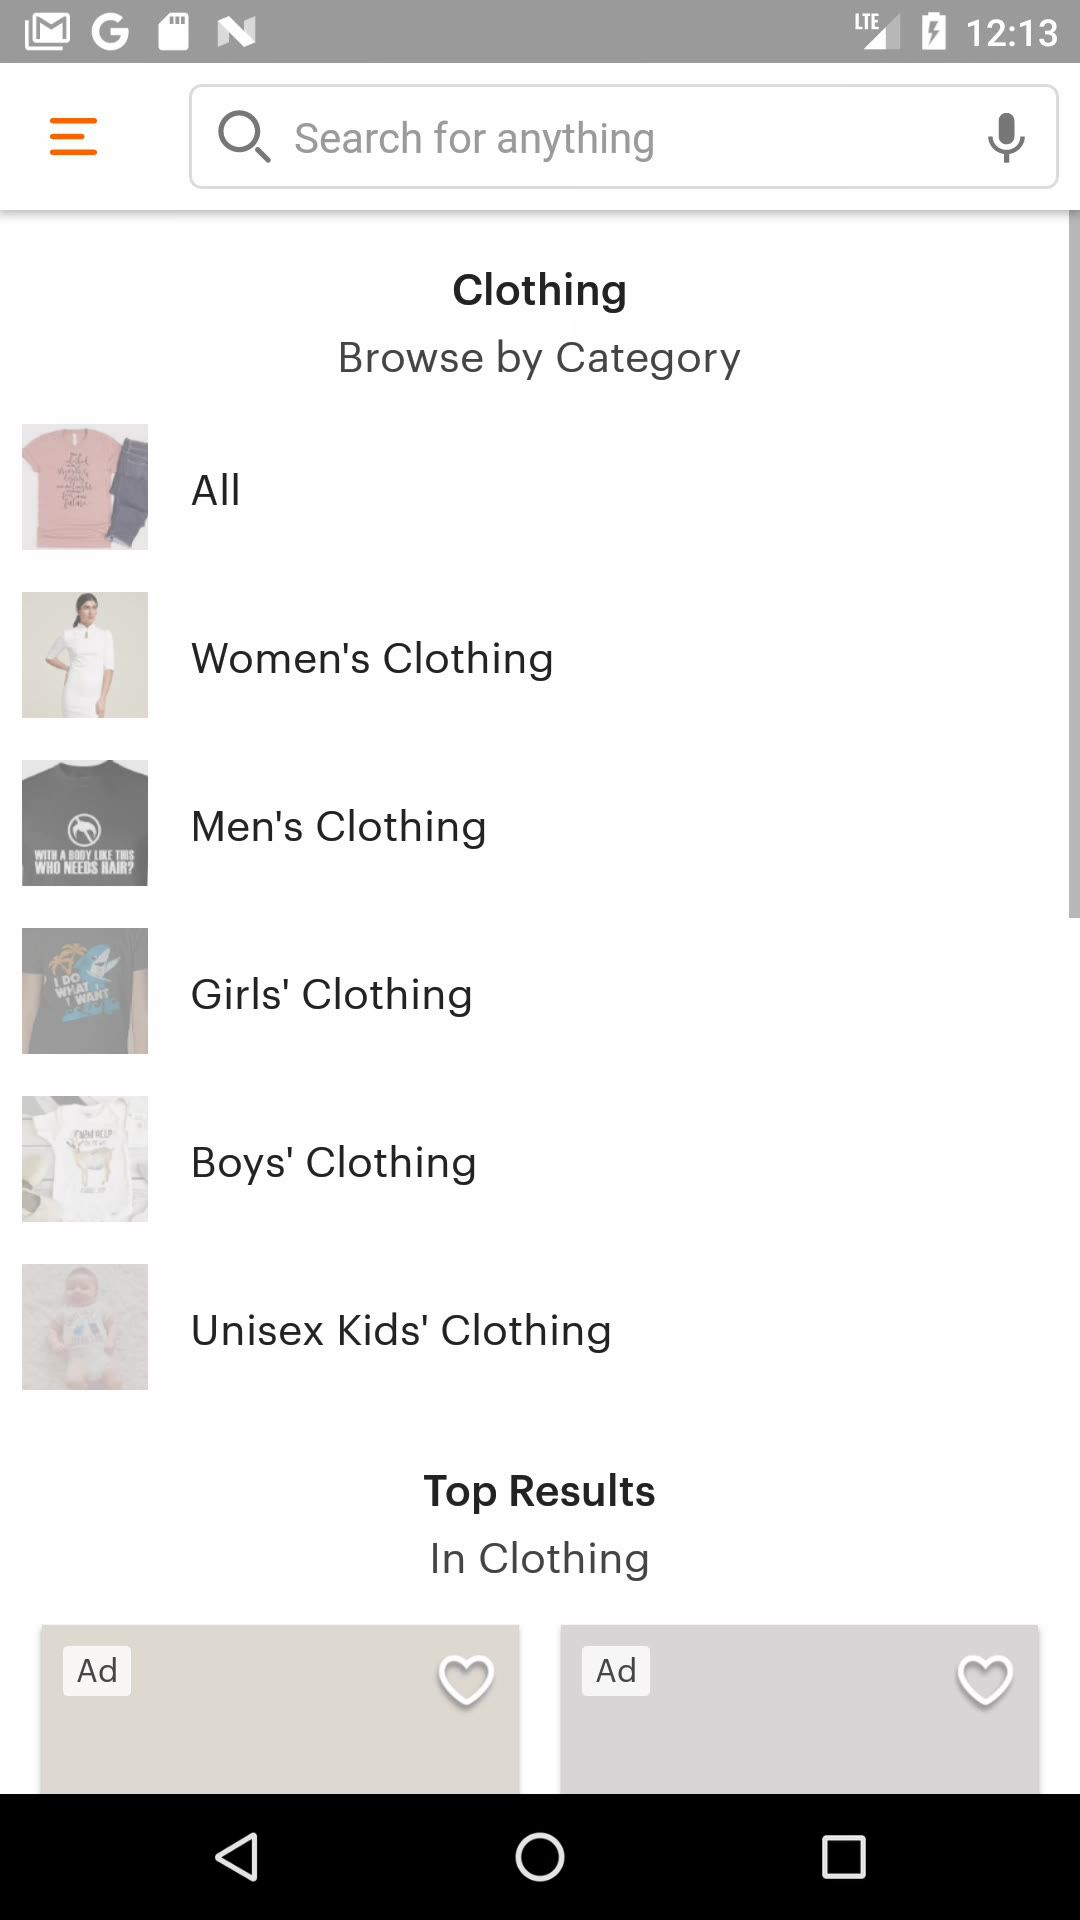 LTE 12:13
Search for anything
Clothing
Browse by Category
All
Women's Clothing
WITH A BODY LIKE THIS
WHO NEEDS HAIR?
Men's Clothing
I DO
WHAT
I WANT
Girls' Clothing
Boys' Clothing
Unisex Kids' Clothing
Top Results
In Clothing
Ad
Ad